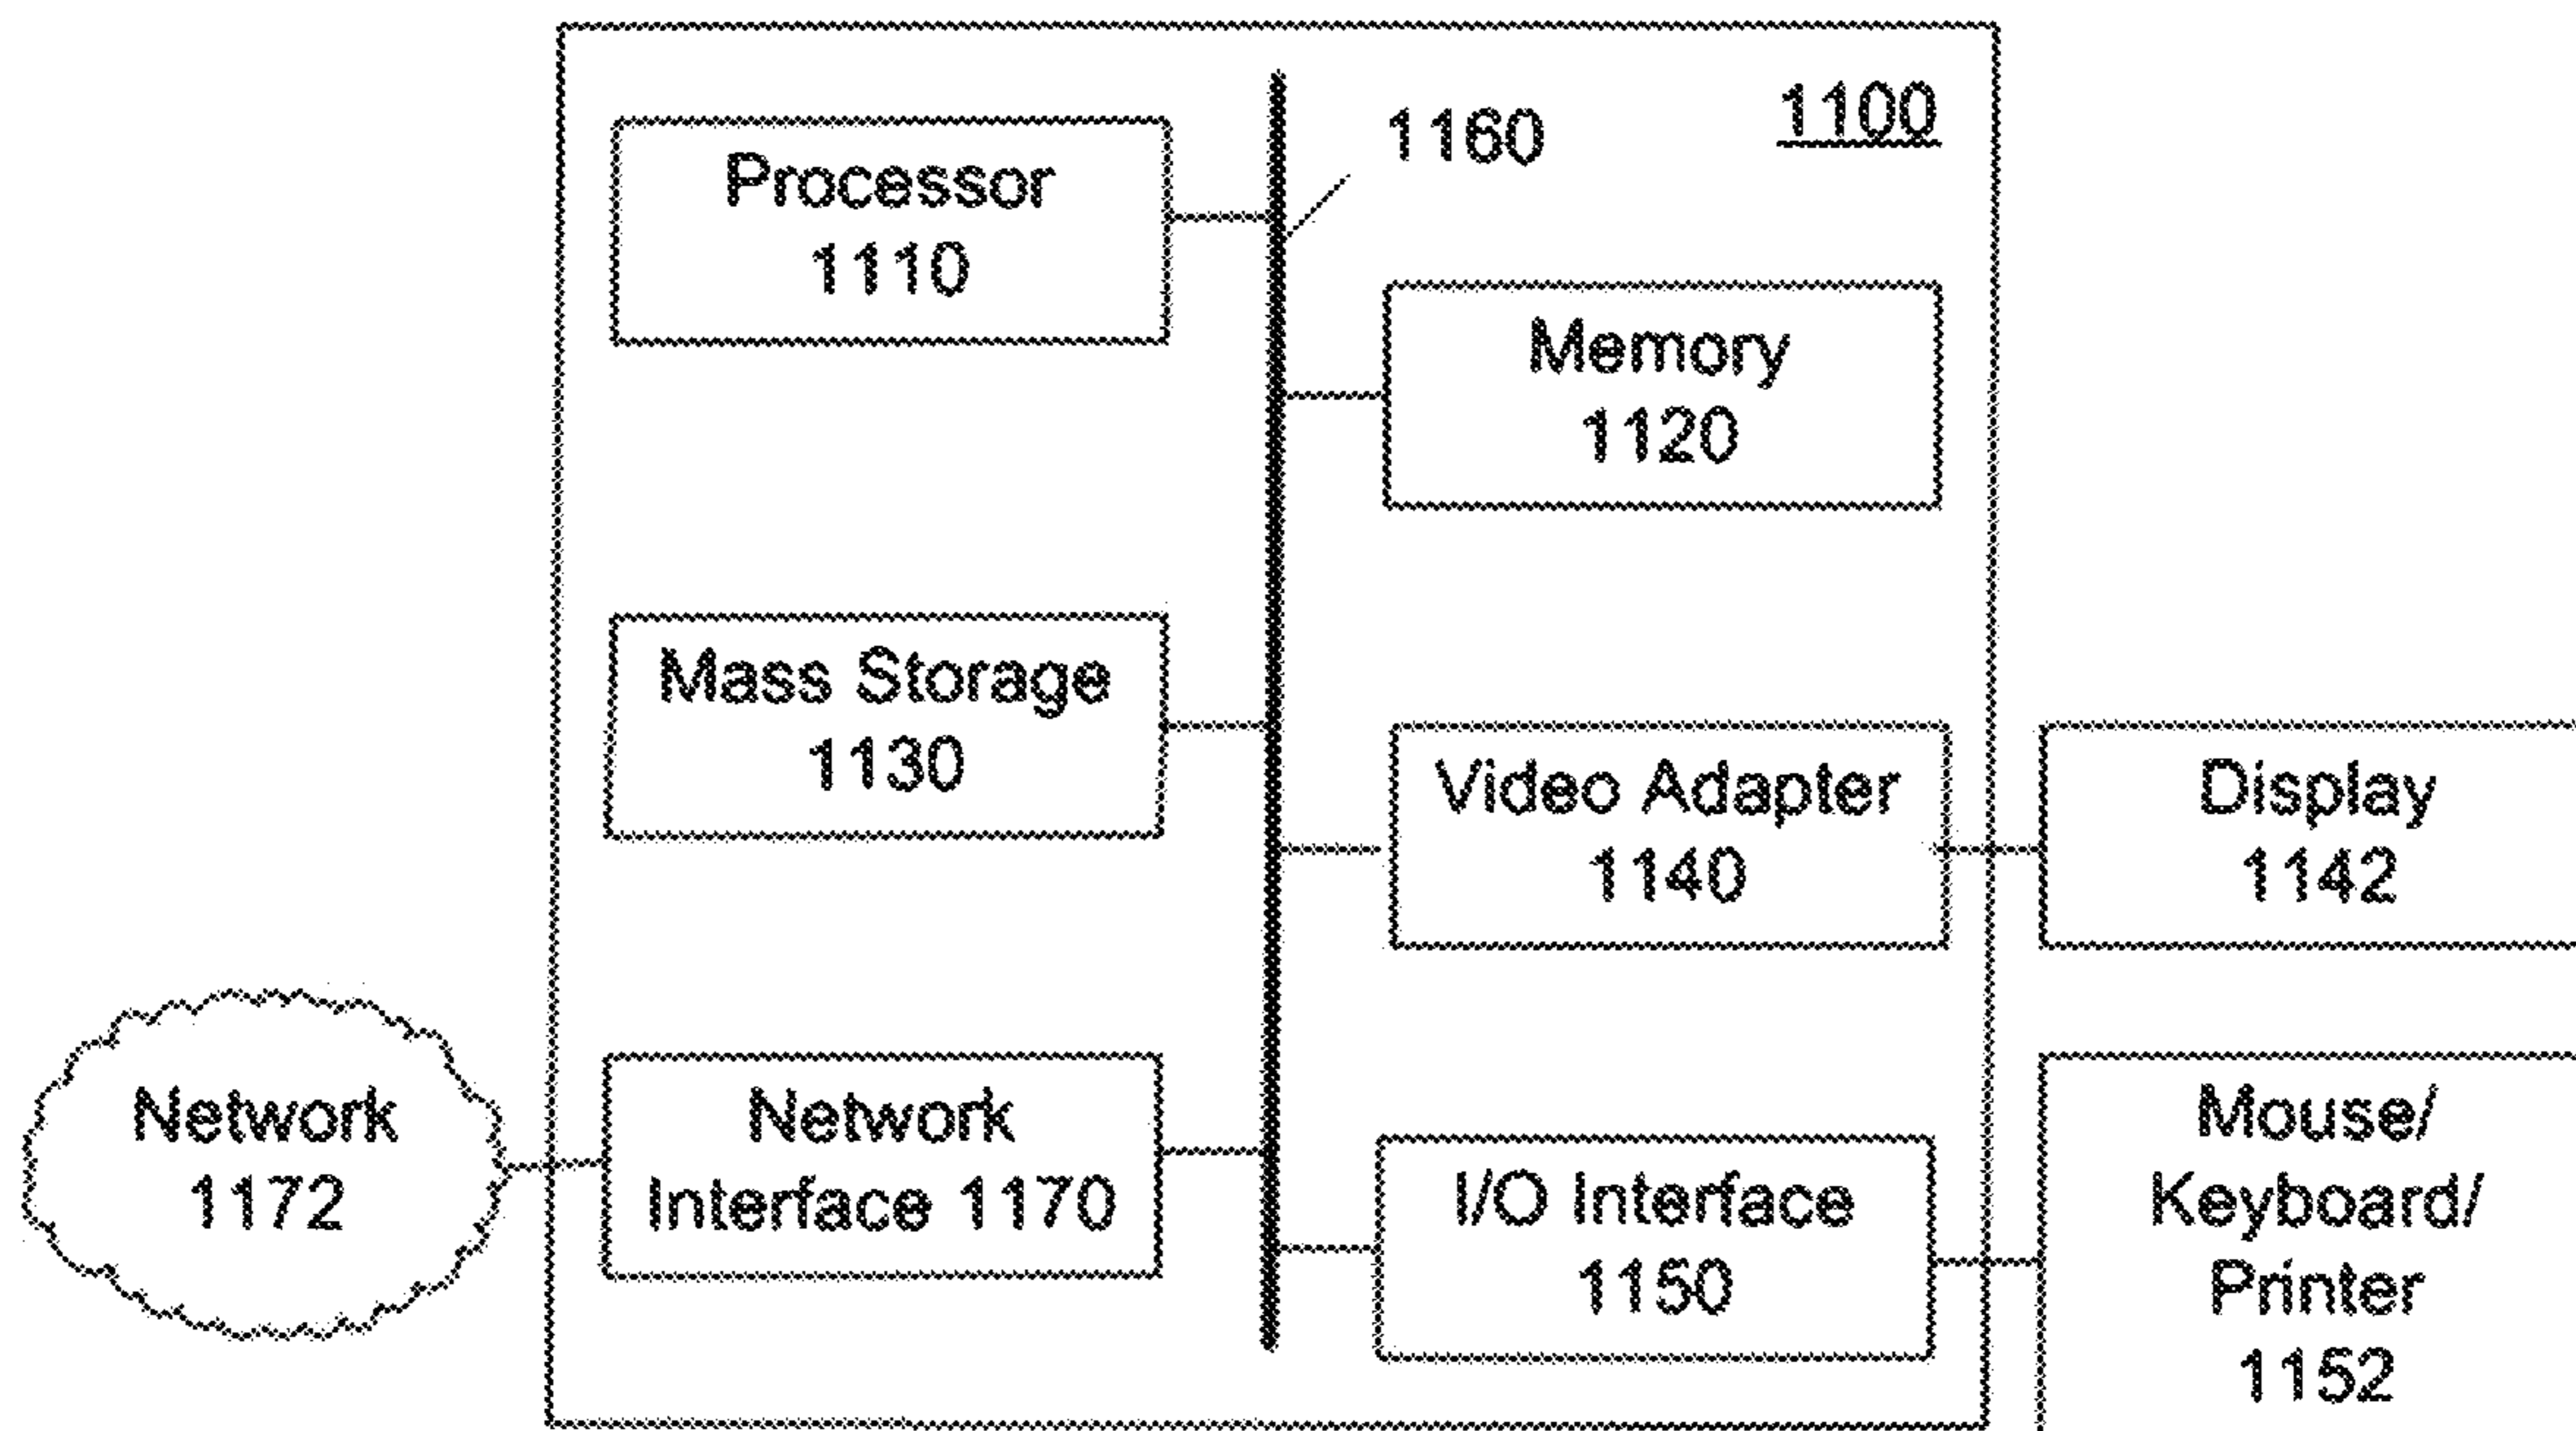 1100
1160
Processor
1110
Memory
1120
Mass Storage
1130
Video Adapter
1140
Display
1142
Network
1172
Network
Interface 1170
I/O Interface
1150
Mouse/
Keyboard/
Printer
1152